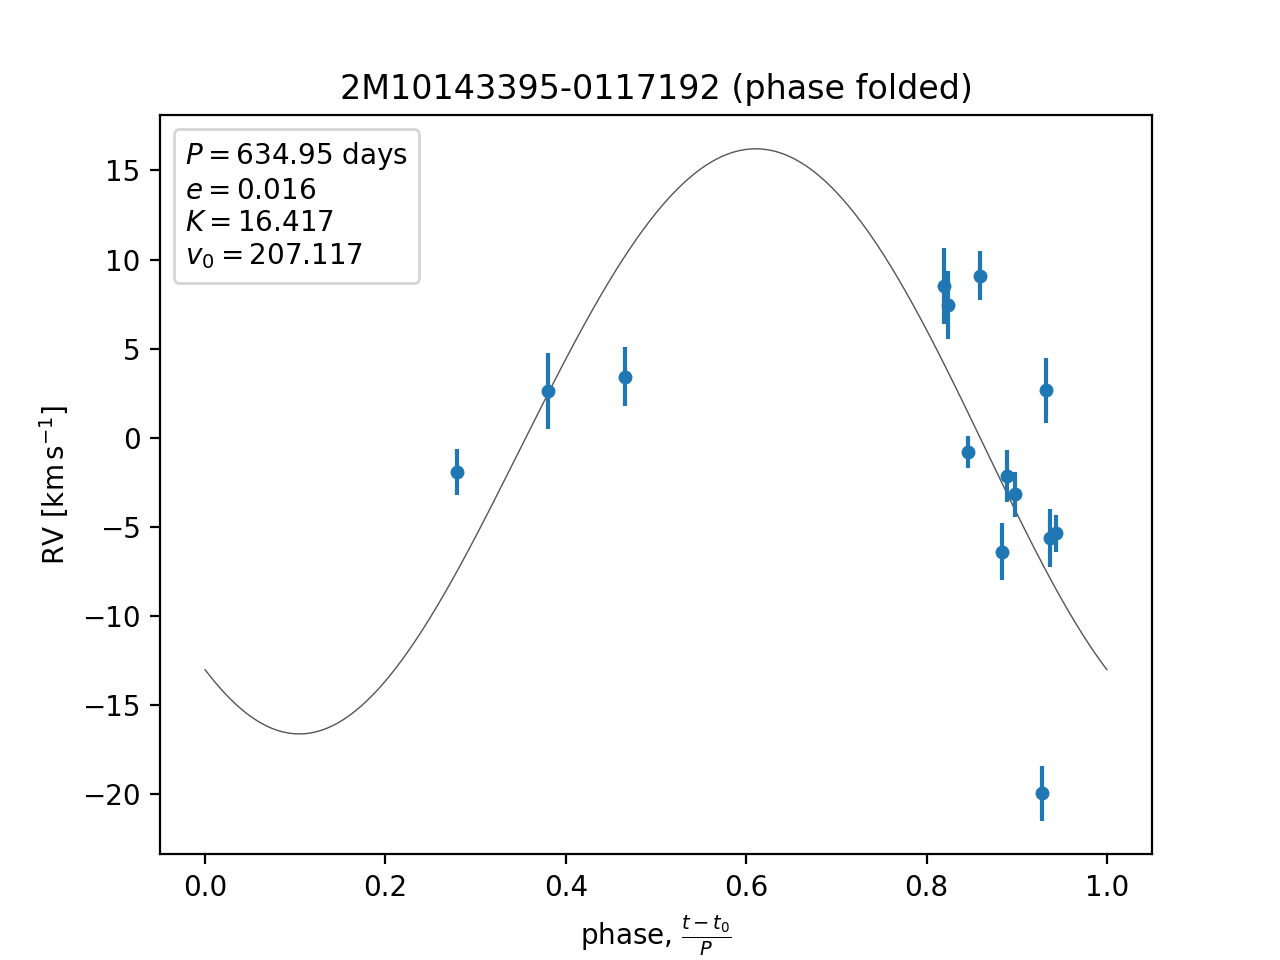 2M10143395-0117192 (phase folded)
P = 634.95 days
e = 0.016
K = 16.417
v₀ = 207.117
15
10
5
0
−5
−10
−15
−20
RV [km s⁻¹]
0.0 0.2 0.4 0.6 0.8 1.0
phase, (t − t₀)/P